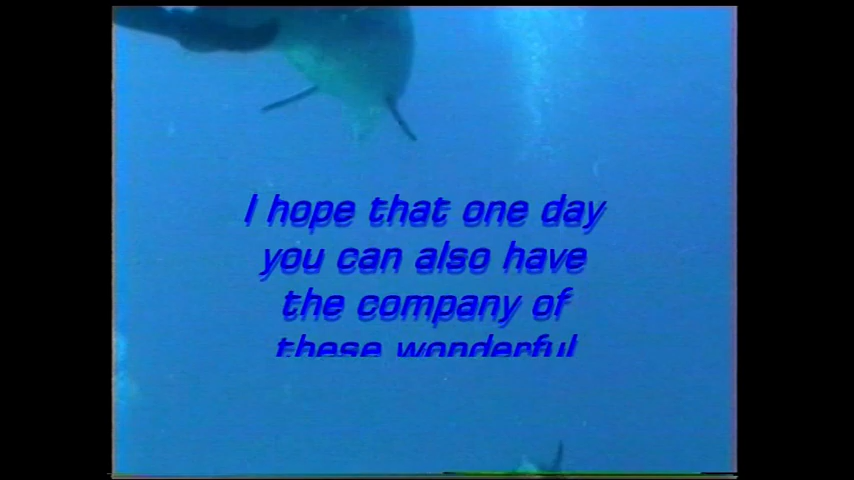 I hope that one day
you can also have
the company of
these wonderful